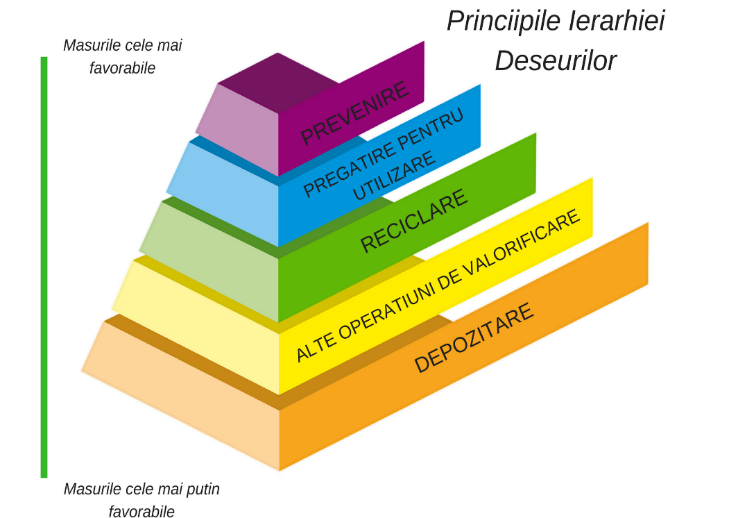 Princiipile Ierarhiei
Deseurilor
Masurile cele mai
favorabile
PREVENIRE
PREGATIRE PENTRU
UTILIZARE
RECICLARE
ALTE OPERATIUNI DE VALORIFICARE
DEPOZITARE
Masurile cele mai putin
favorabile